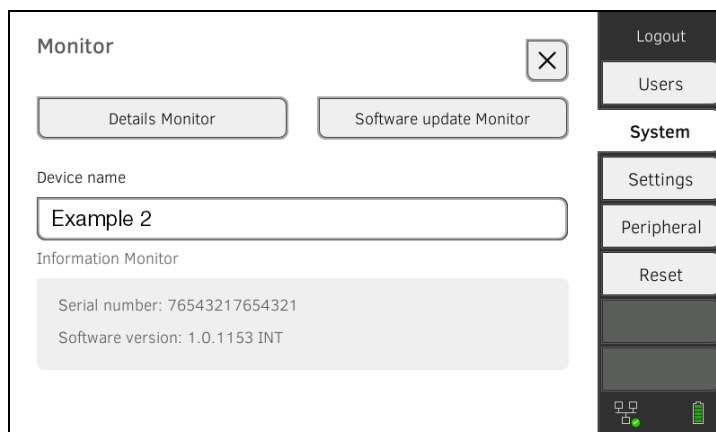 Monitor
Details Monitor
Software update Monitor
Device name
Example 2
Information Monitor
Serial number: 76543217654321
Software version: 1.0.1153 INT
Logout
Users
System
Settings
Peripheral
Reset